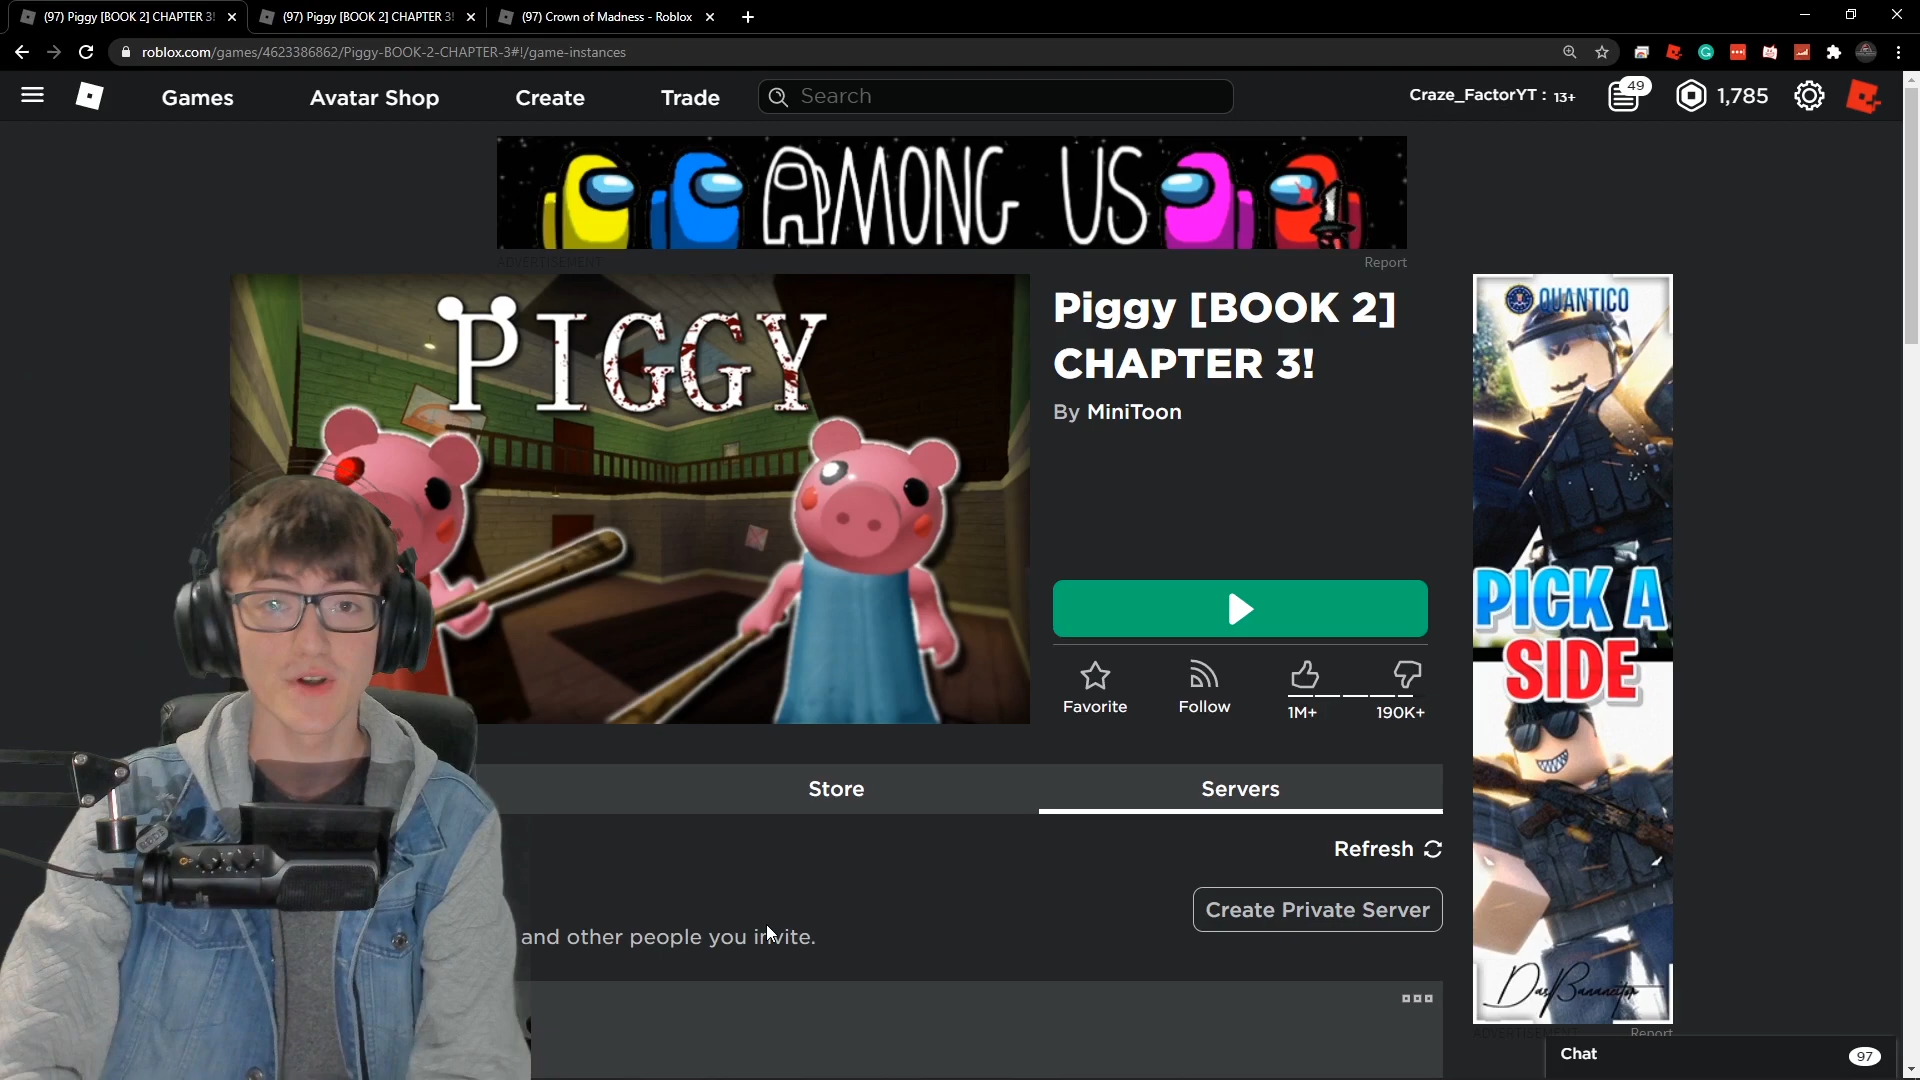 (97) Piggy [BOOK 2] CHAPTER 3!
(97) Piggy [BOOK 2] CHAPTER 3!
(97) Crown of Madness - Roblox
roblox.com/games/4623386862/Piggy-BOOK-2-CHAPTER-3#!/game-instances
Games
Avatar Shop
Create
Trade
Search
Craze_FactorYT : 13+
49
1,785
AMONG US
ADVERTISEMENT
Report
PIGGY
Piggy [BOOK 2]
CHAPTER 3!
By MiniToon
Favorite
Follow
1M+
190K+
QUANTICO
PICK A
SIDE
DasBananeitor
ADVERTISEMENT
Report
Store
Servers
Refresh
Create Private Server
and other people you invite.
Chat
97